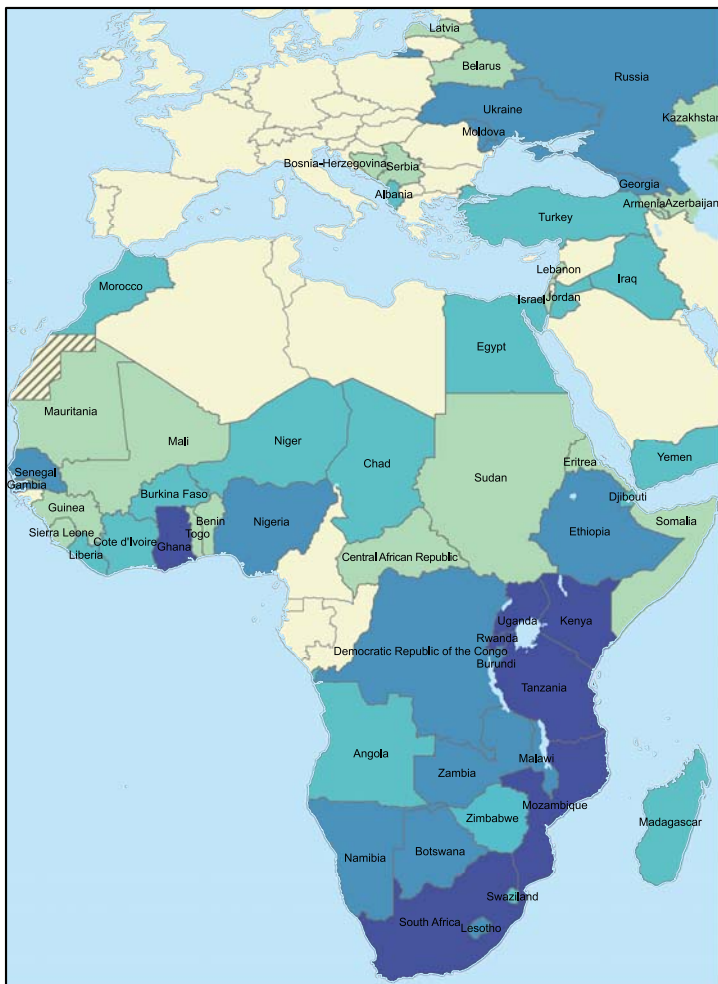 Latvia
Belarus
Russia
Ukraine
Kazakhstan
Moldova
Bosnia-Herzegovina
Serbia
Albania
Georgia
Armenia
Azerbaijan
Turkey
Lebanon
Iraq
Morocco
Israel
Jordan
Egypt
Mauritania
Mali
Niger
Chad
Yemen
Eritrea
Senegal
Sudan
Gambia
Burkina Faso
Djibouti
Guinea
Benin
Nigeria
Somalia
Ethiopia
Sierra Leone
Togo
Cote d'Ivoire
Ghana
Liberia
Central African Republic
Uganda
Kenya
Rwanda
Democratic Republic of the Congo
Burundi
Tanzania
Angola
Malawi
Zambia
Mozambique
Zimbabwe
Madagascar
Botswana
Namibia
Swaziland
South Africa
Lesotho